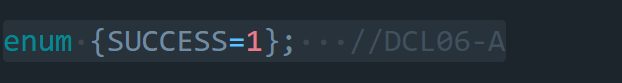 enum {SUCCESS=1};   //DCL06-A